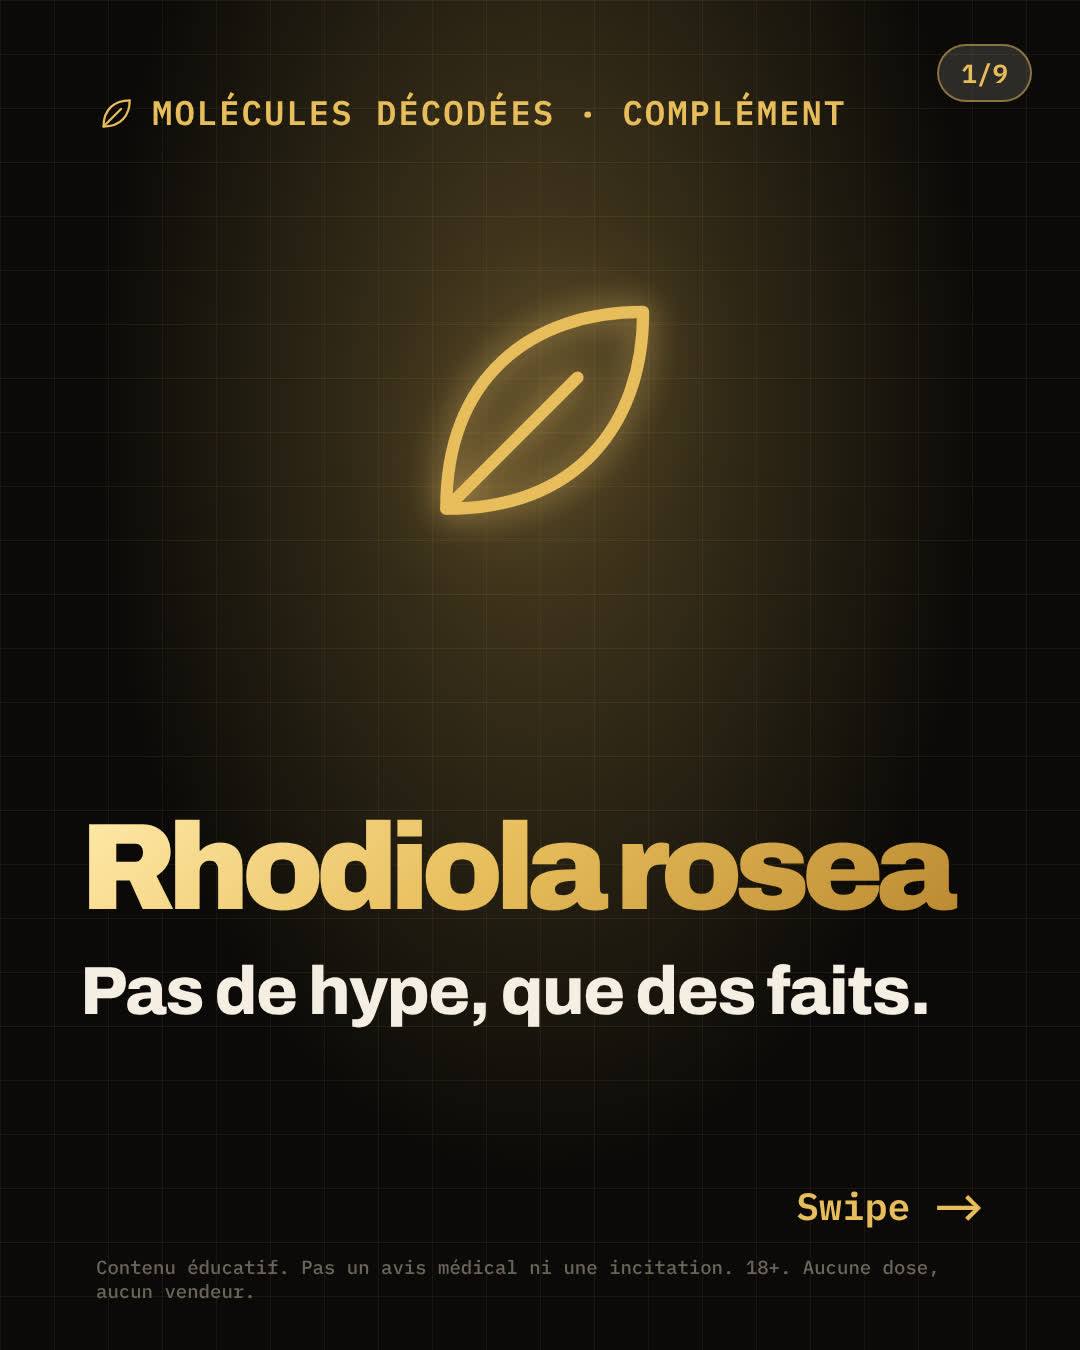 1/9
MOLÉCULES DÉCODÉES · COMPLÉMENT
Rhodiola rosea
Pas de hype, que des faits.
Swipe →
Contenu éducatif. Pas un avis médical ni une incitation. 18+. Aucune dose,
aucun vendeur.